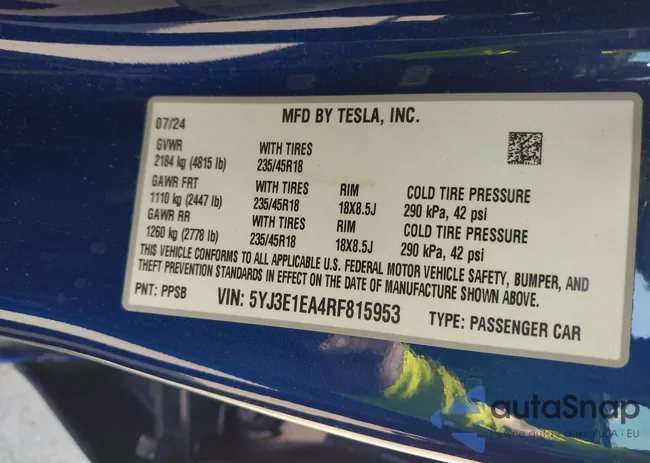 MFD BY TESLA, INC.
07/24
GVWR WITH TIRES
2184 kg (4815 lb) 235/45R18
GAWR FRT WITH TIRES RIM COLD TIRE PRESSURE
1110 kg (2447 lb) 235/45R18 18X8.5J 290 kPa, 42 psi
GAWR RR WITH TIRES RIM COLD TIRE PRESSURE
1260 kg (2778 lb) 235/45R18 18X8.5J 290 kPa, 42 psi
THIS VEHICLE CONFORMS TO ALL APPLICABLE U.S. FEDERAL MOTOR VEHICLE SAFETY, BUMPER, AND
THEFT PREVENTION STANDARDS IN EFFECT ON THE DATE OF MANUFACTURE SHOWN ABOVE.
PNT: PPSB VIN: 5YJ3E1EA4RF815953 TYPE: PASSENGER CAR
autaSnap